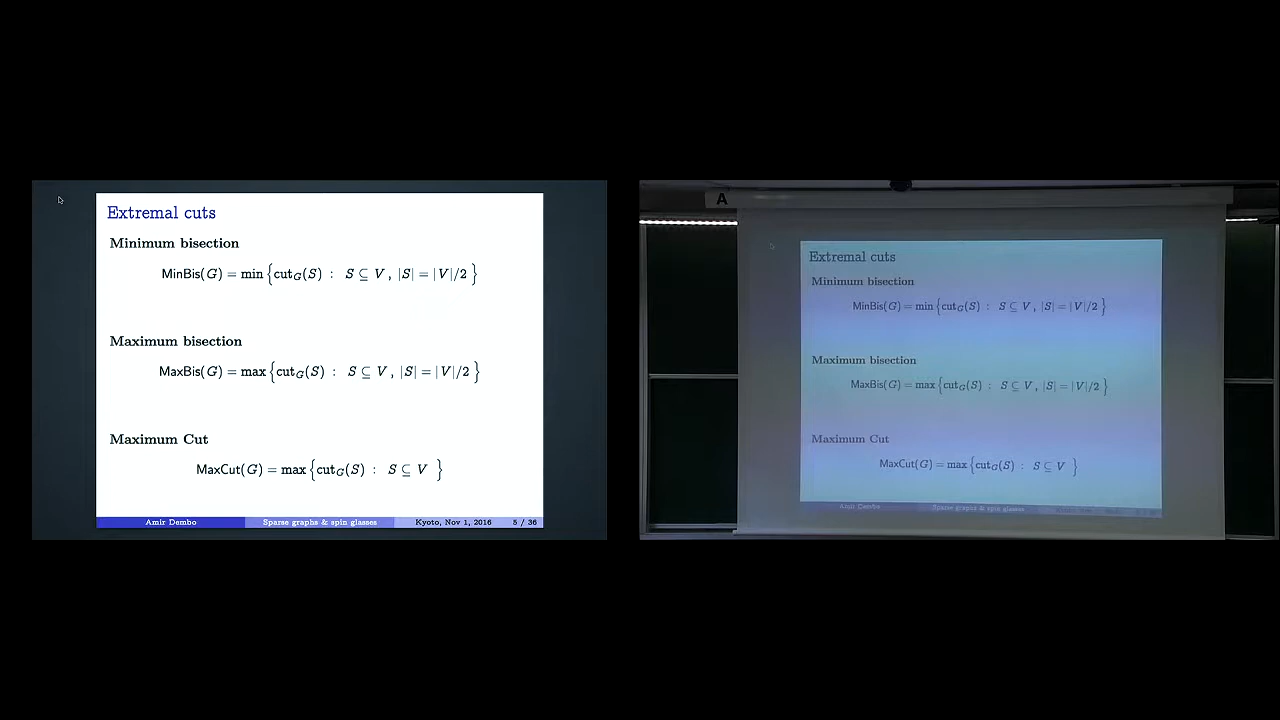 Extremal cuts
Minimum bisection
MinBis(G) = min { cut_G(S) : S ⊆ V , |S| = |V|/2 }
Maximum bisection
MaxBis(G) = max { cut_G(S) : S ⊆ V , |S| = |V|/2 }
Maximum Cut
MaxCut(G) = max { cut_G(S) : S ⊆ V }
Amir Dembo Sparse graphs & spin glasses Kyoto, Nov 1, 2016 5 / 36
A
Extremal cuts
Minimum bisection
MinBis(G) = min { cut_G(S) : S ⊆ V , |S| = |V|/2 }
Maximum bisection
MaxBis(G) = max { cut_G(S) : S ⊆ V , |S| = |V|/2 }
Maximum Cut
MaxCut(G) = max { cut_G(S) : S ⊆ V }
Amir Dembo Sparse graphs & spin glasses